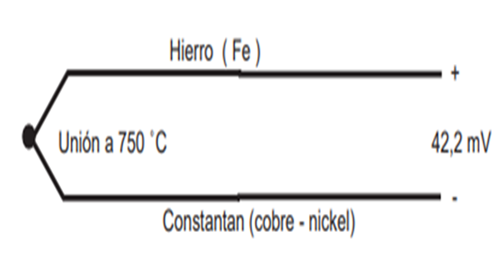 Hierro ( Fe )
+
Unión a 750 ˚C
42,2 mV
-
Constantan (cobre - nickel)